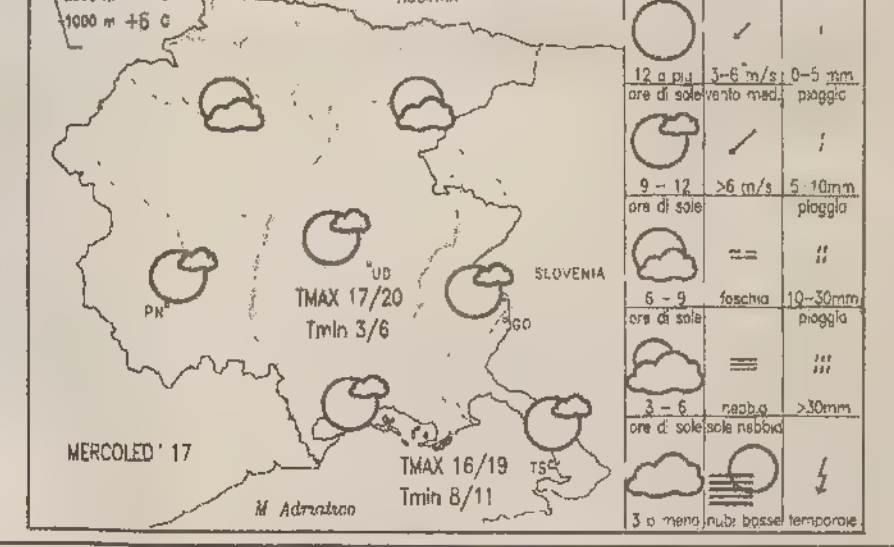 -1000 m +6 C
UD
PN
TMAX 17/20
Tmin 3/6
SLOVENIA
GO
MERCOLED' 17
TMAX 16/19
Tmin 8/11
TS
M Adriatico
12 o più
3-6 m/s
0-5 mm
ore di sole
vento med.
pioggia
9 - 12
>6 m/s
5-10mm
ore di sole
pioggia
6 - 9
foschia
10-30mm
ore di sole
pioggia
3 - 6
nebbia
>30mm
ore di sole
sole nebbia
3 o meno
nubi basse
temporale